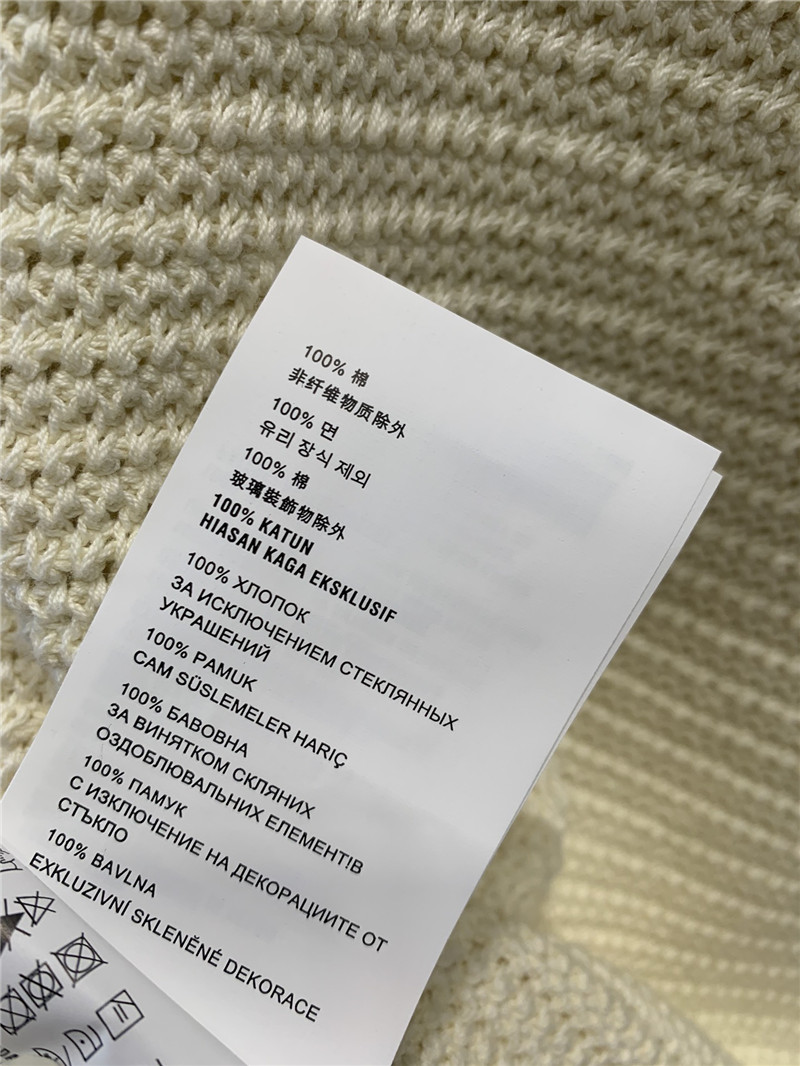 100% 棉
非纤维物质除外
100% 면
유리 장식 제외
100% 棉
玻璃裝飾物除外
100% KATUN
HIASAN KAGA EKSKLUSIF
100% ХЛОПОК
ЗА ИСКЛЮЧЕНИЕМ СТЕКЛЯННЫХ
УКРАШЕНИЙ
100% PAMUK
CAM SÜSLEMELER HARIÇ
100% БАВОВНА
ЗА ВИНЯТКОМ СКЛЯНИХ
ОЗДОБЛЮВАЛЬНИХ ЕЛЕМЕНТ!В
100% ПАМУК
С ИЗКЛЮЧЕНИЕ НА ДЕКОРАЦИИТЕ ОТ
СТЪКЛО
100% BAVLNA
EXKLUZIVNÍ SKLENĚNÉ DEKORACE